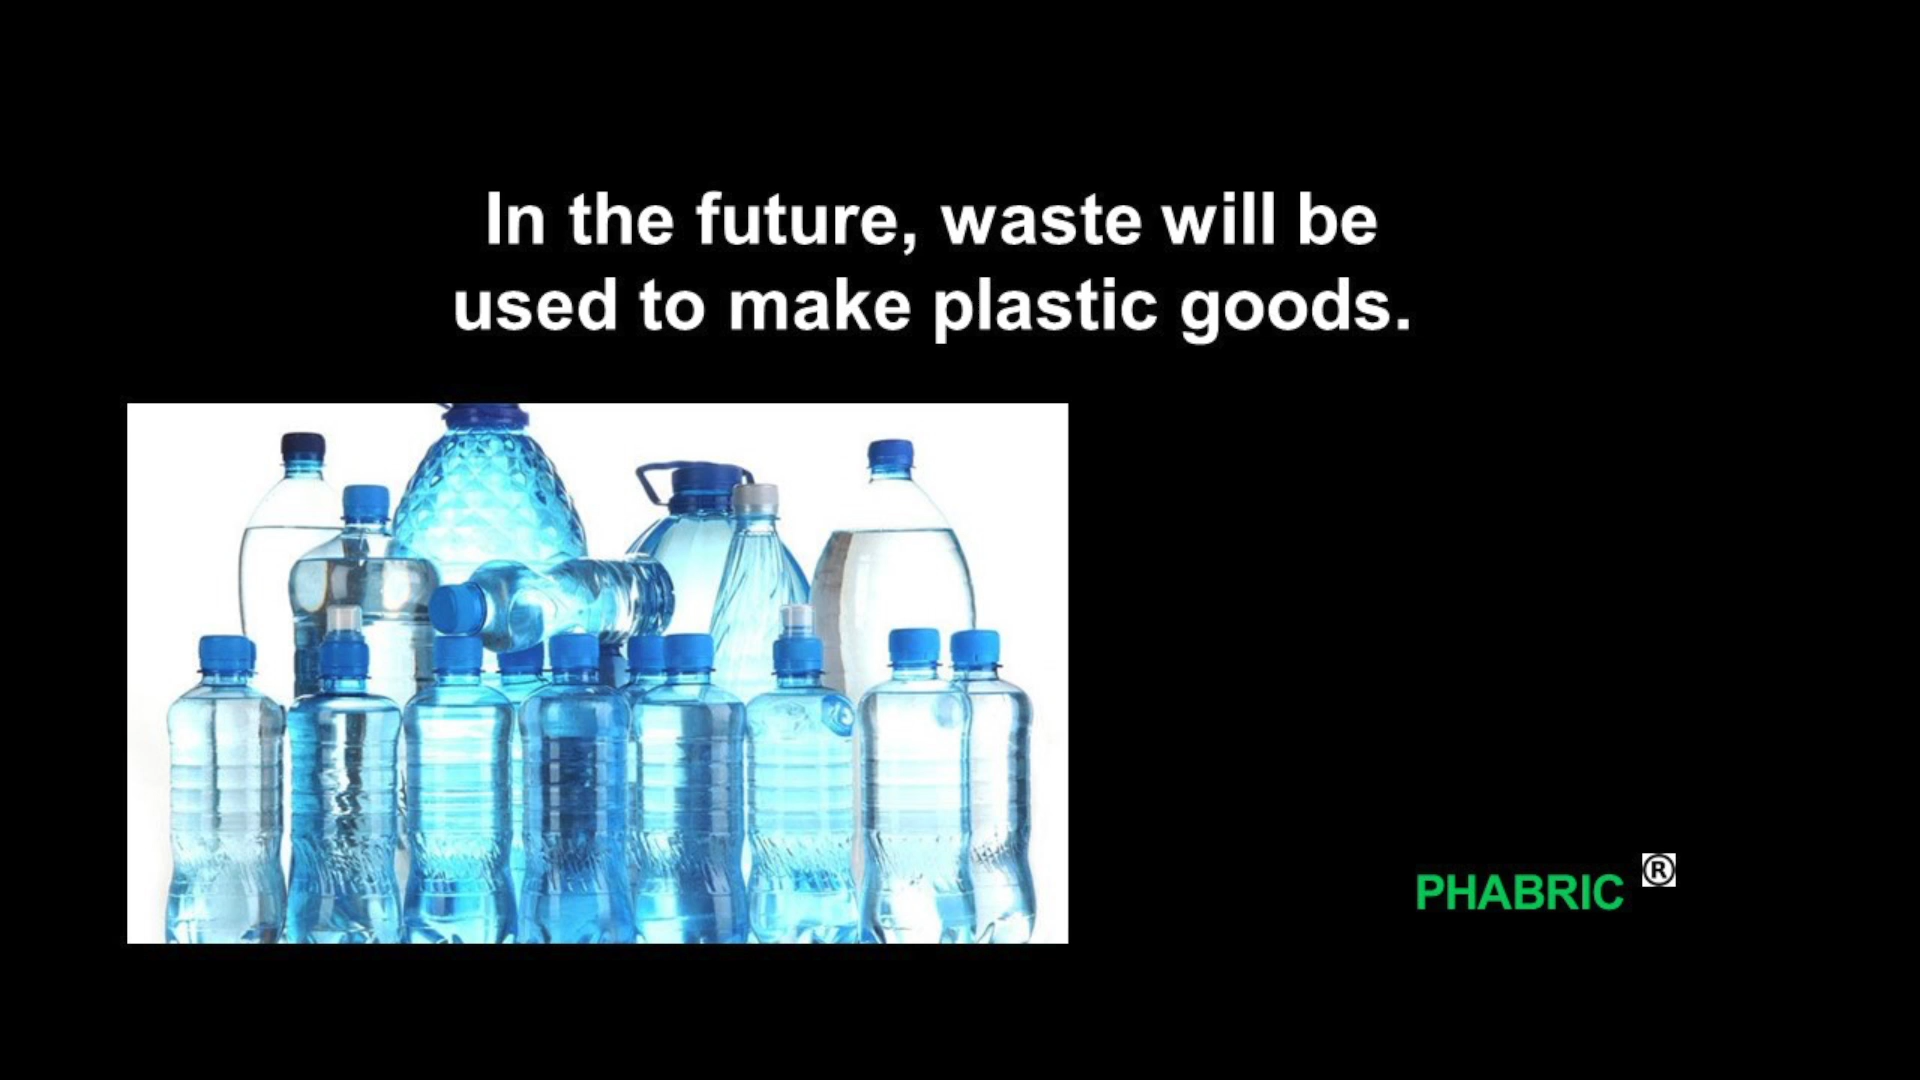 In the future, waste will be
used to make plastic goods.
PHABRIC ®